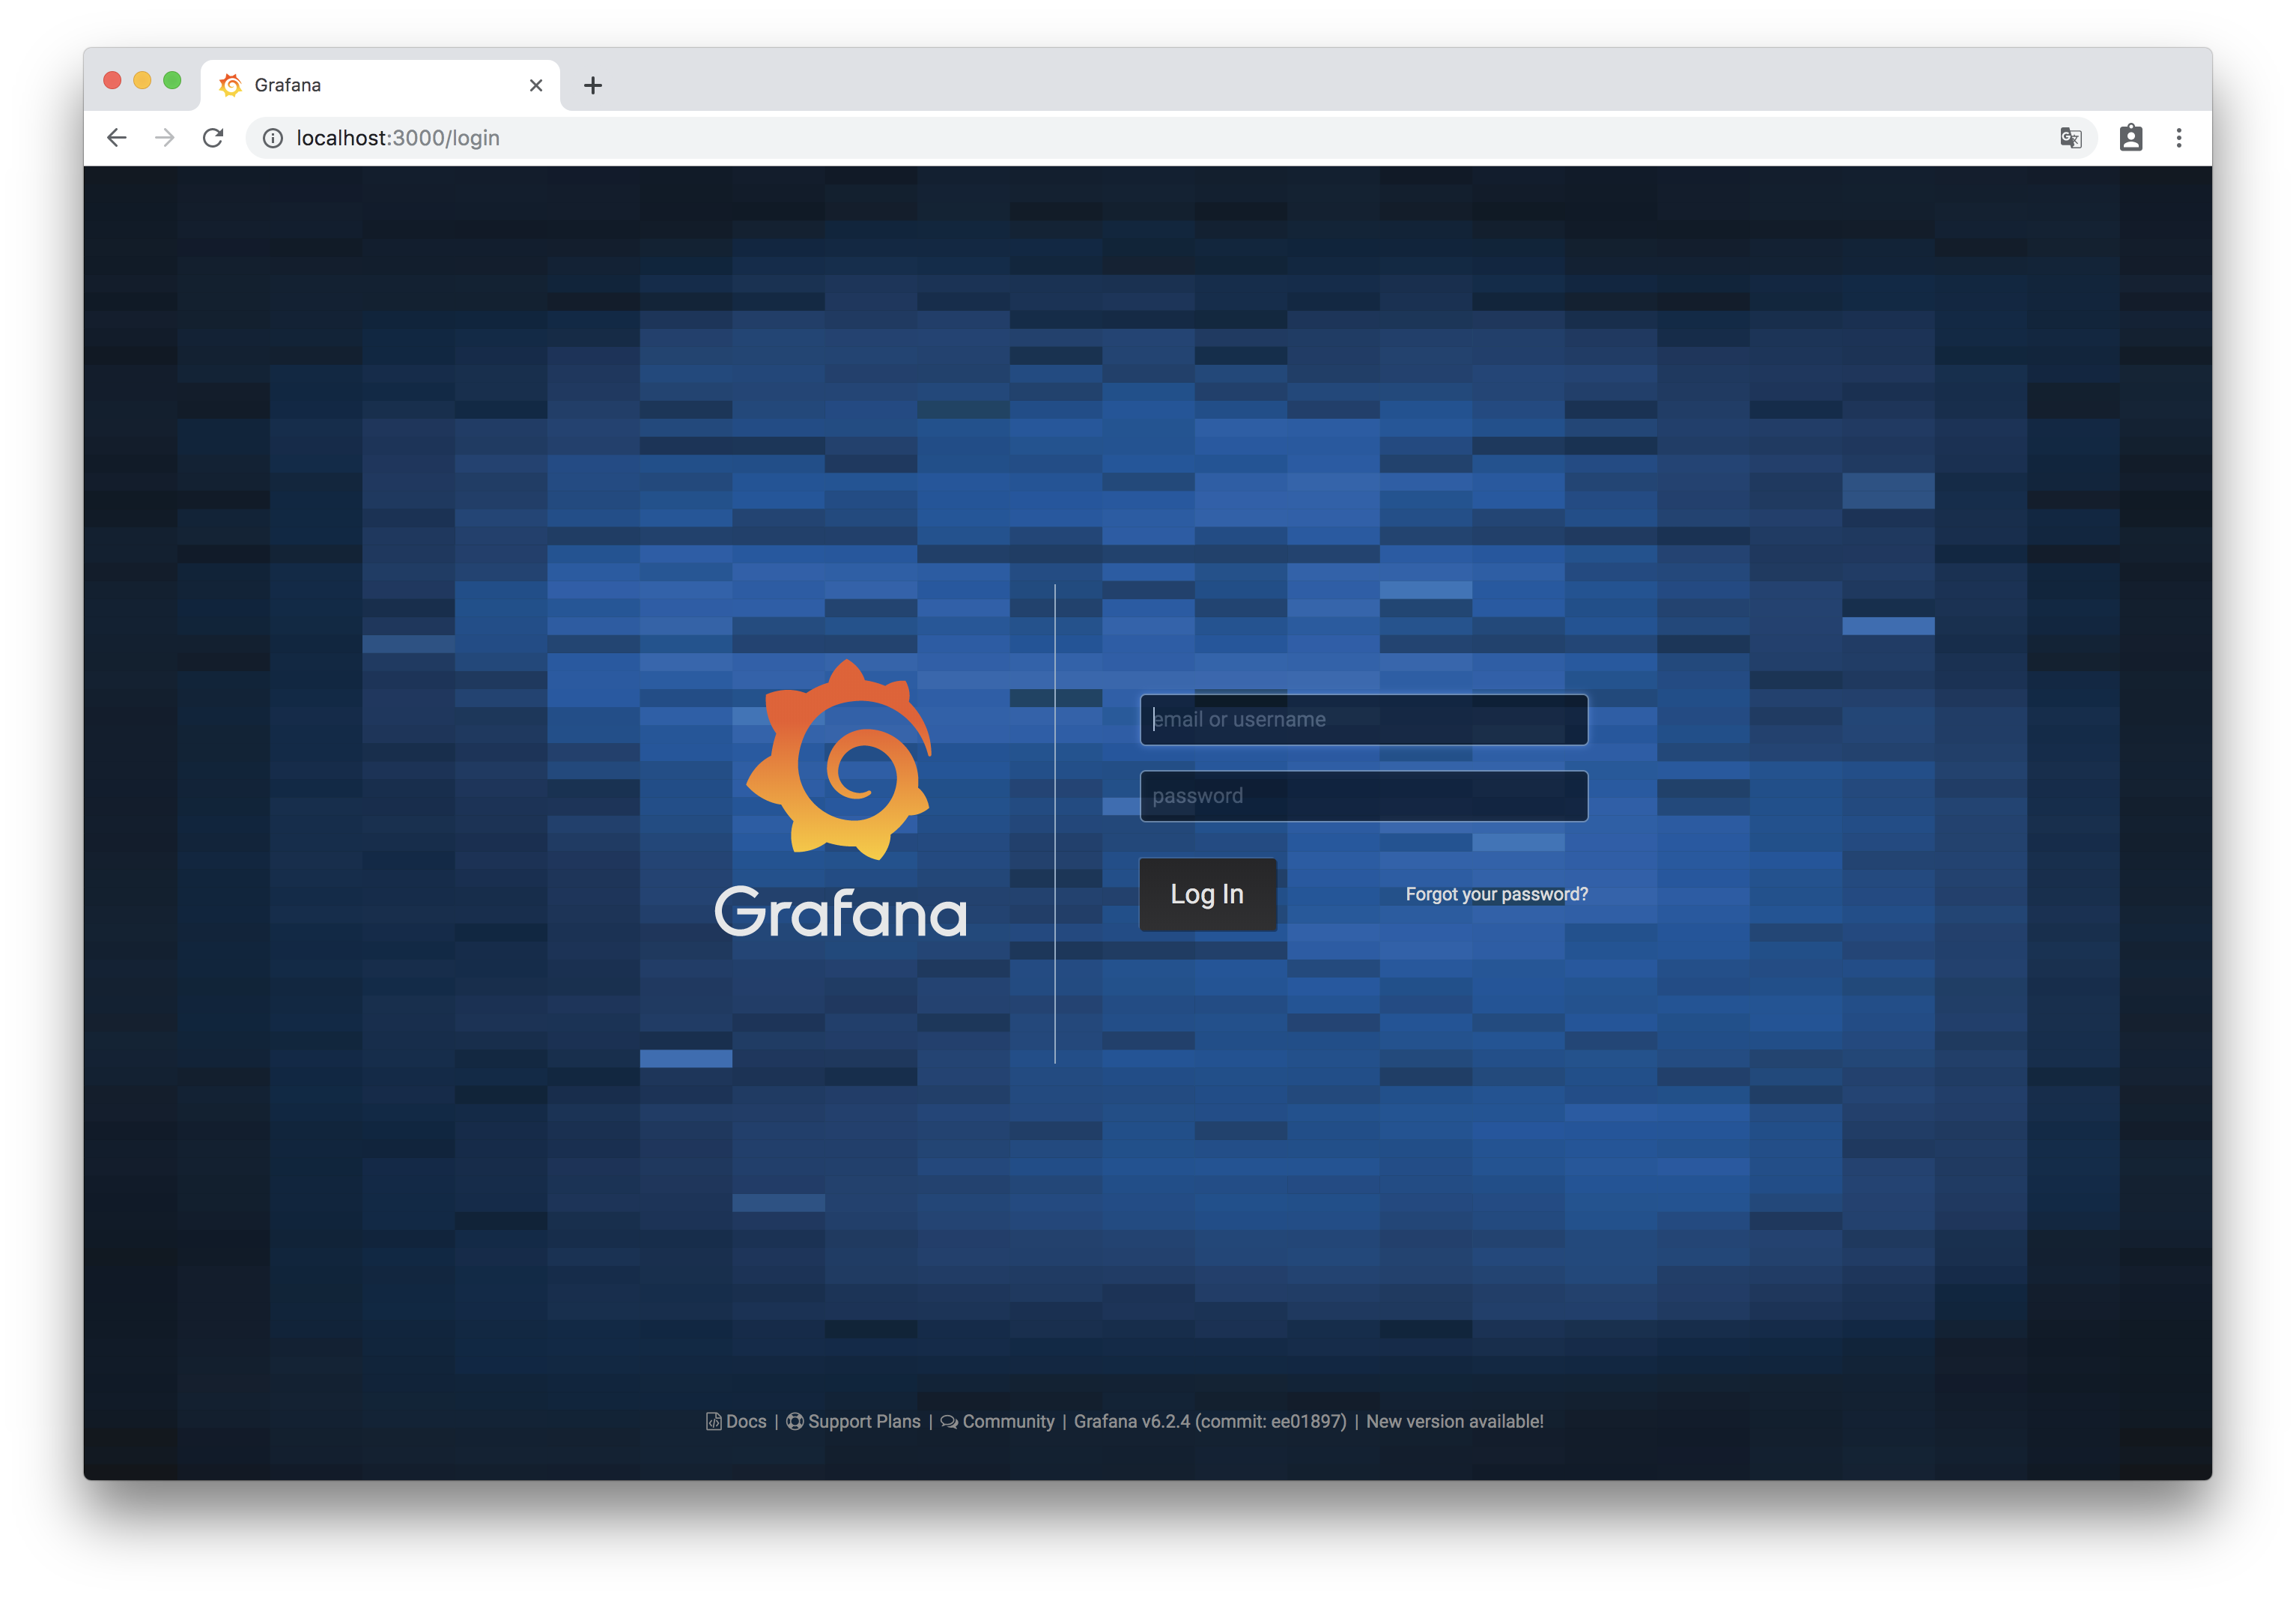 Grafana
localhost:3000/login
email or username
password
Log In
Forgot your password?
Grafana
Docs | Support Plans | Community | Grafana v6.2.4 (commit: ee01897) | New version available!